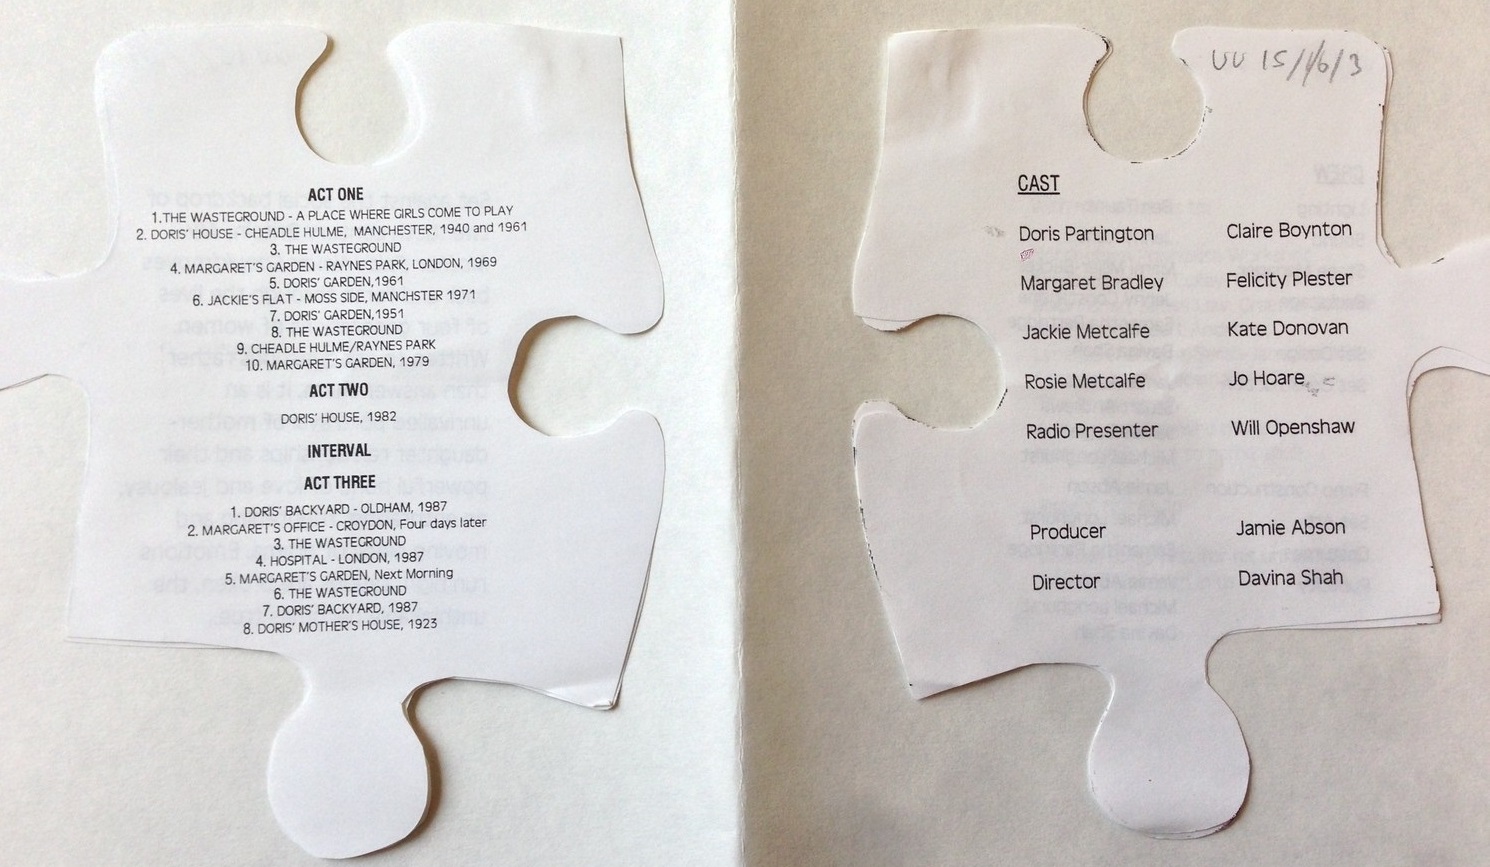 ACT ONE
1.THE WASTEGROUND - A PLACE WHERE GIRLS COME TO PLAY
2. DORIS' HOUSE - CHEADLE HULME, MANCHESTER, 1940 and 1961
3. THE WASTEGROUND
4. MARGARET'S GARDEN - RAYNES PARK, LONDON, 1969
5. DORIS' GARDEN,1961
6. JACKIE'S FLAT - MOSS SIDE, MANCHSTER 1971
7. DORIS' GARDEN,1951
8. THE WASTEGROUND
9. CHEADLE HULME/RAYNES PARK
10. MARGARET'S GARDEN, 1979
ACT TWO
DORIS' HOUSE, 1982
INTERVAL
ACT THREE
1. DORIS' BACKYARD - OLDHAM, 1987
2. MARGARET'S OFFICE - CROYDON, Four days later
3. THE WASTEGROUND
4. HOSPITAL - LONDON, 1987
5. MARGARET'S GARDEN, Next Morning
6. THE WASTEGROUND
7. DORIS' BACKYARD, 1987
8. DORIS' MOTHER'S HOUSE, 1923
CAST
Doris Partington Claire Boynton
Margaret Bradley Felicity Plester
Jackie Metcalfe Kate Donovan
Rosie Metcalfe Jo Hoare
Radio Presenter Will Openshaw
Producer Jamie Abson
Director Davina Shah